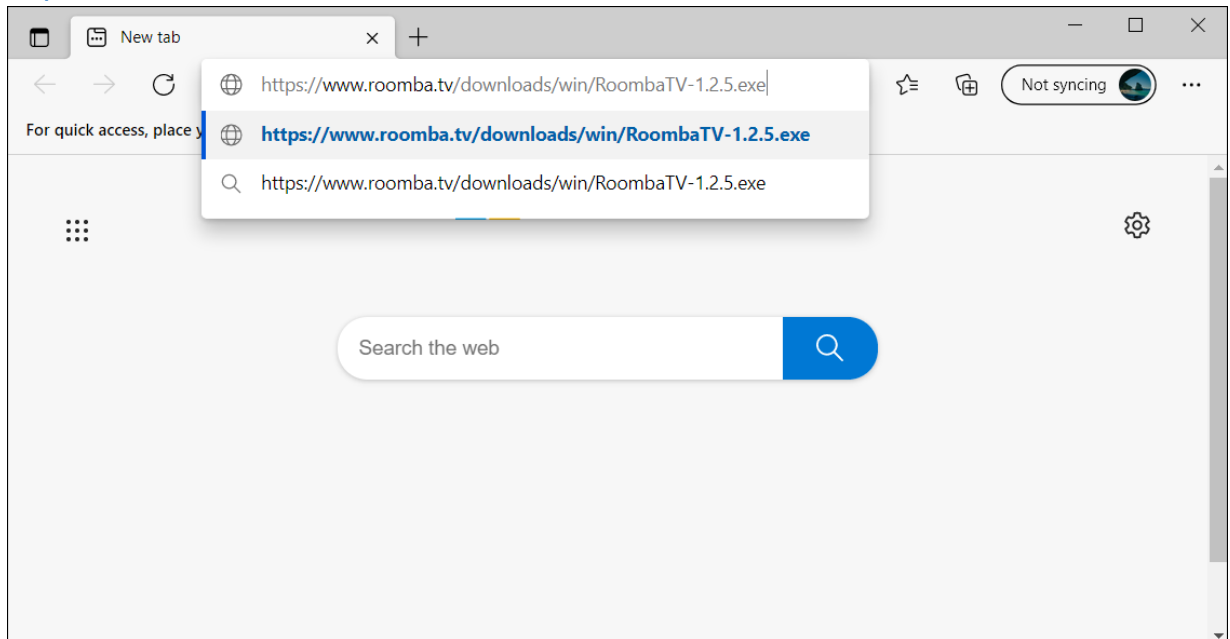 New tab
https://www.roomba.tv/downloads/win/RoombaTV-1.2.5.exe
Not syncing
For quick access, place y
https://www.roomba.tv/downloads/win/RoombaTV-1.2.5.exe
https://www.roomba.tv/downloads/win/RoombaTV-1.2.5.exe
Search the web